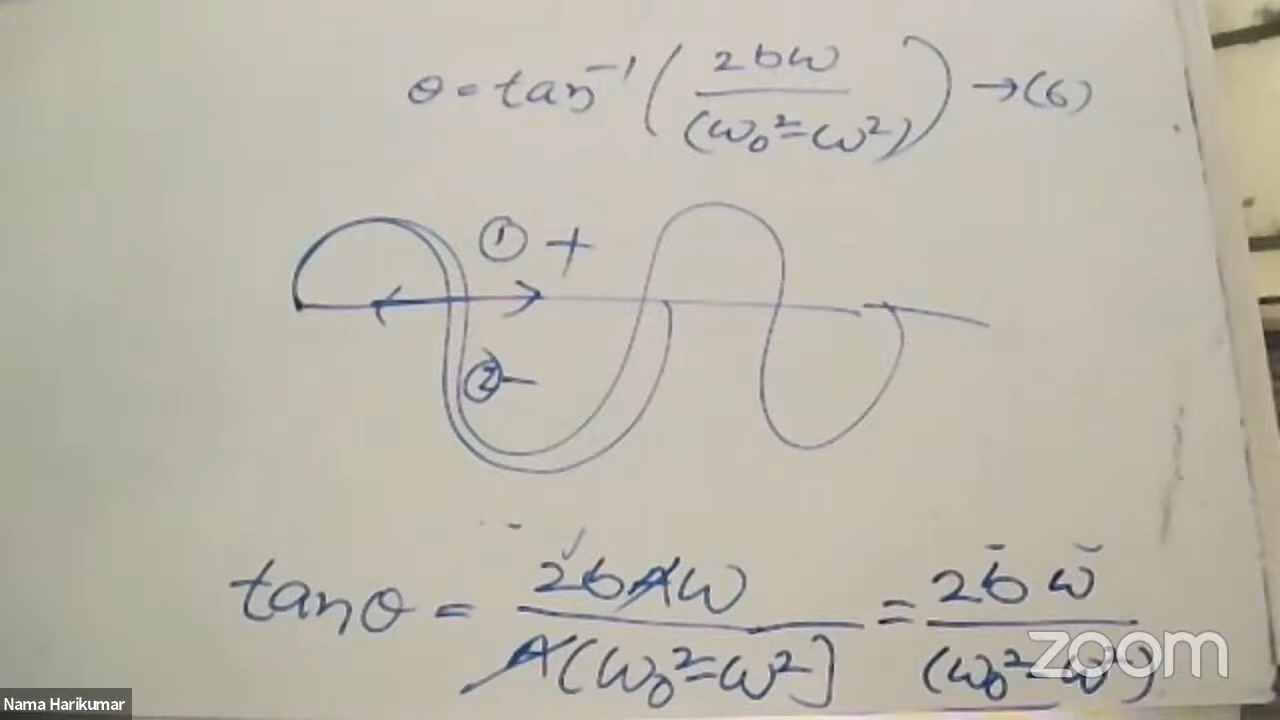 θ = tan⁻¹ ( 2bω / (ω₀² - ω²) ) → (6)
① +
② -
tanθ = 2bAω / A(ω₀² - ω²] = 2bω / (ω₀² - ω²)
zoom
Nama Harikumar